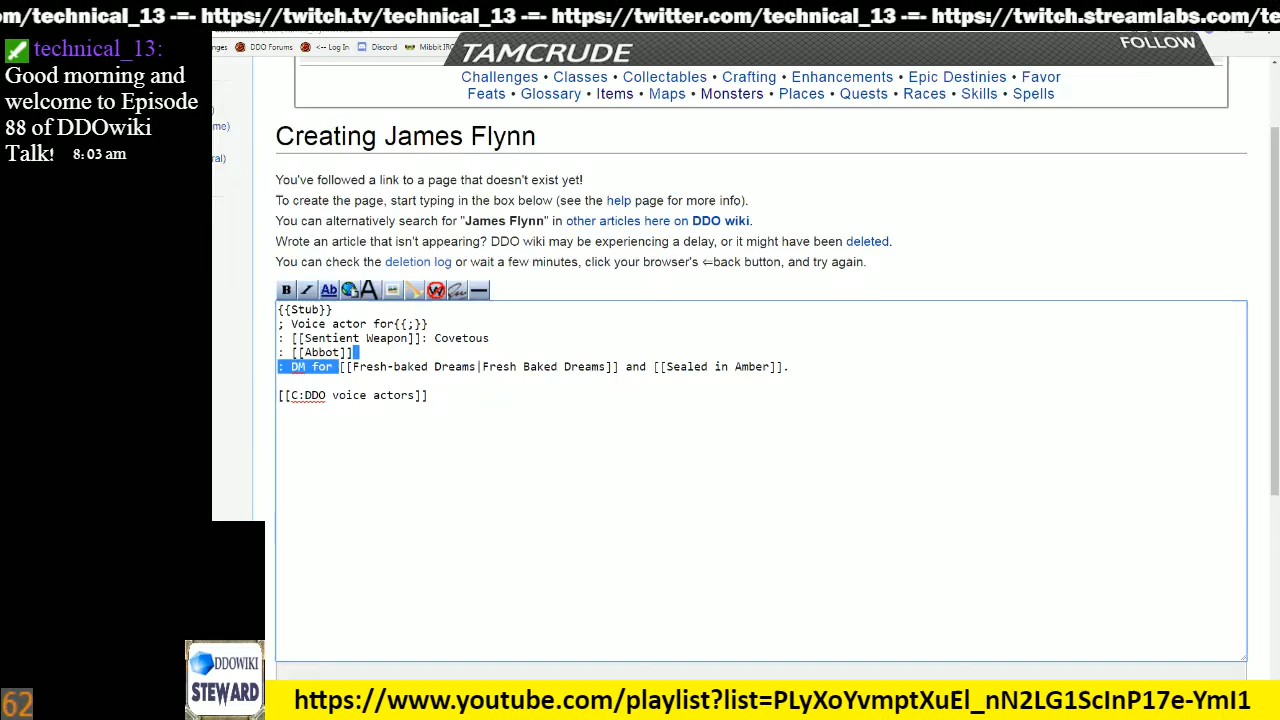 om/technical_13 -=- https://twitch.tv/technical_13 -=- https://twitter.com/technical_13 -=- https://twitch.streamlabs.com/te
technical_13:
Good morning and
welcome to Episode
88 of DDOwiki
Talk! 8:03 am
DDO Forums <-- Log In Discord Mibbit
TAMCRUDE
FOLLOW
Challenges • Classes • Collectables • Crafting • Enhancements • Epic Destinies • Favor
Feats • Glossary • Items • Maps • Monsters • Places • Quests • Races • Skills • Spells
Creating James Flynn
You've followed a link to a page that doesn't exist yet!
To create the page, start typing in the box below (see the help page for more info).
You can alternatively search for "James Flynn" in other articles here on DDO wiki.
Wrote an article that isn't appearing? DDO wiki may be experiencing a delay, or it might have been deleted.
You can check the deletion log or wait a few minutes, click your browser's ⇐back button, and try again.
B I Ab A W
{{Stub}}
; Voice actor for{{;}}
: [[Sentient Weapon]]: Covetous
: [[Abbot]]
: DM for [[Fresh-baked Dreams|Fresh Baked Dreams]] and [[Sealed in Amber]].
[[C:DDO voice actors]]
DDOWIKI
STEWARD
62
https://www.youtube.com/playlist?list=PLyXoYvmptXuEl_nN2LG1ScInP17e-YmI1